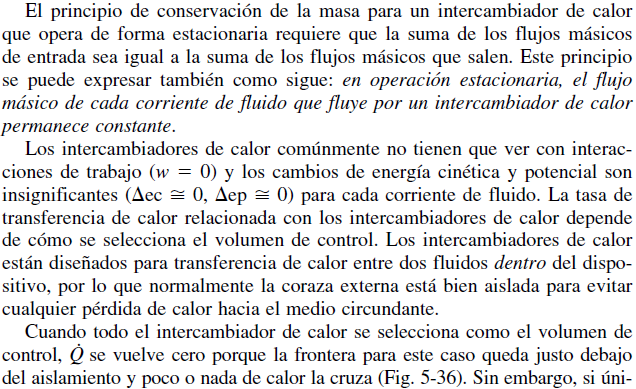 El principio de conservación de la masa para un intercambiador de calor
que opera de forma estacionaria requiere que la suma de los flujos másicos
de entrada sea igual a la suma de los flujos másicos que salen. Este principio
se puede expresar también como sigue: en operación estacionaria, el flujo
másico de cada corriente de fluido que fluye por un intercambiador de calor
permanece constante.
Los intercambiadores de calor comúnmente no tienen que ver con interac-
ciones de trabajo (w = 0) y los cambios de energía cinética y potencial son
insignificantes (Δec ≅ 0, Δep ≅ 0) para cada corriente de fluido. La tasa de
transferencia de calor relacionada con los intercambiadores de calor depende
de cómo se selecciona el volumen de control. Los intercambiadores de calor
están diseñados para transferencia de calor entre dos fluidos dentro del dispo-
sitivo, por lo que normalmente la coraza externa está bien aislada para evitar
cualquier pérdida de calor hacia el medio circundante.
Cuando todo el intercambiador de calor se selecciona como el volumen de
control, Q̇ se vuelve cero porque la frontera para este caso queda justo debajo
del aislamiento y poco o nada de calor la cruza (Fig. 5-36). Sin embargo, si úni-